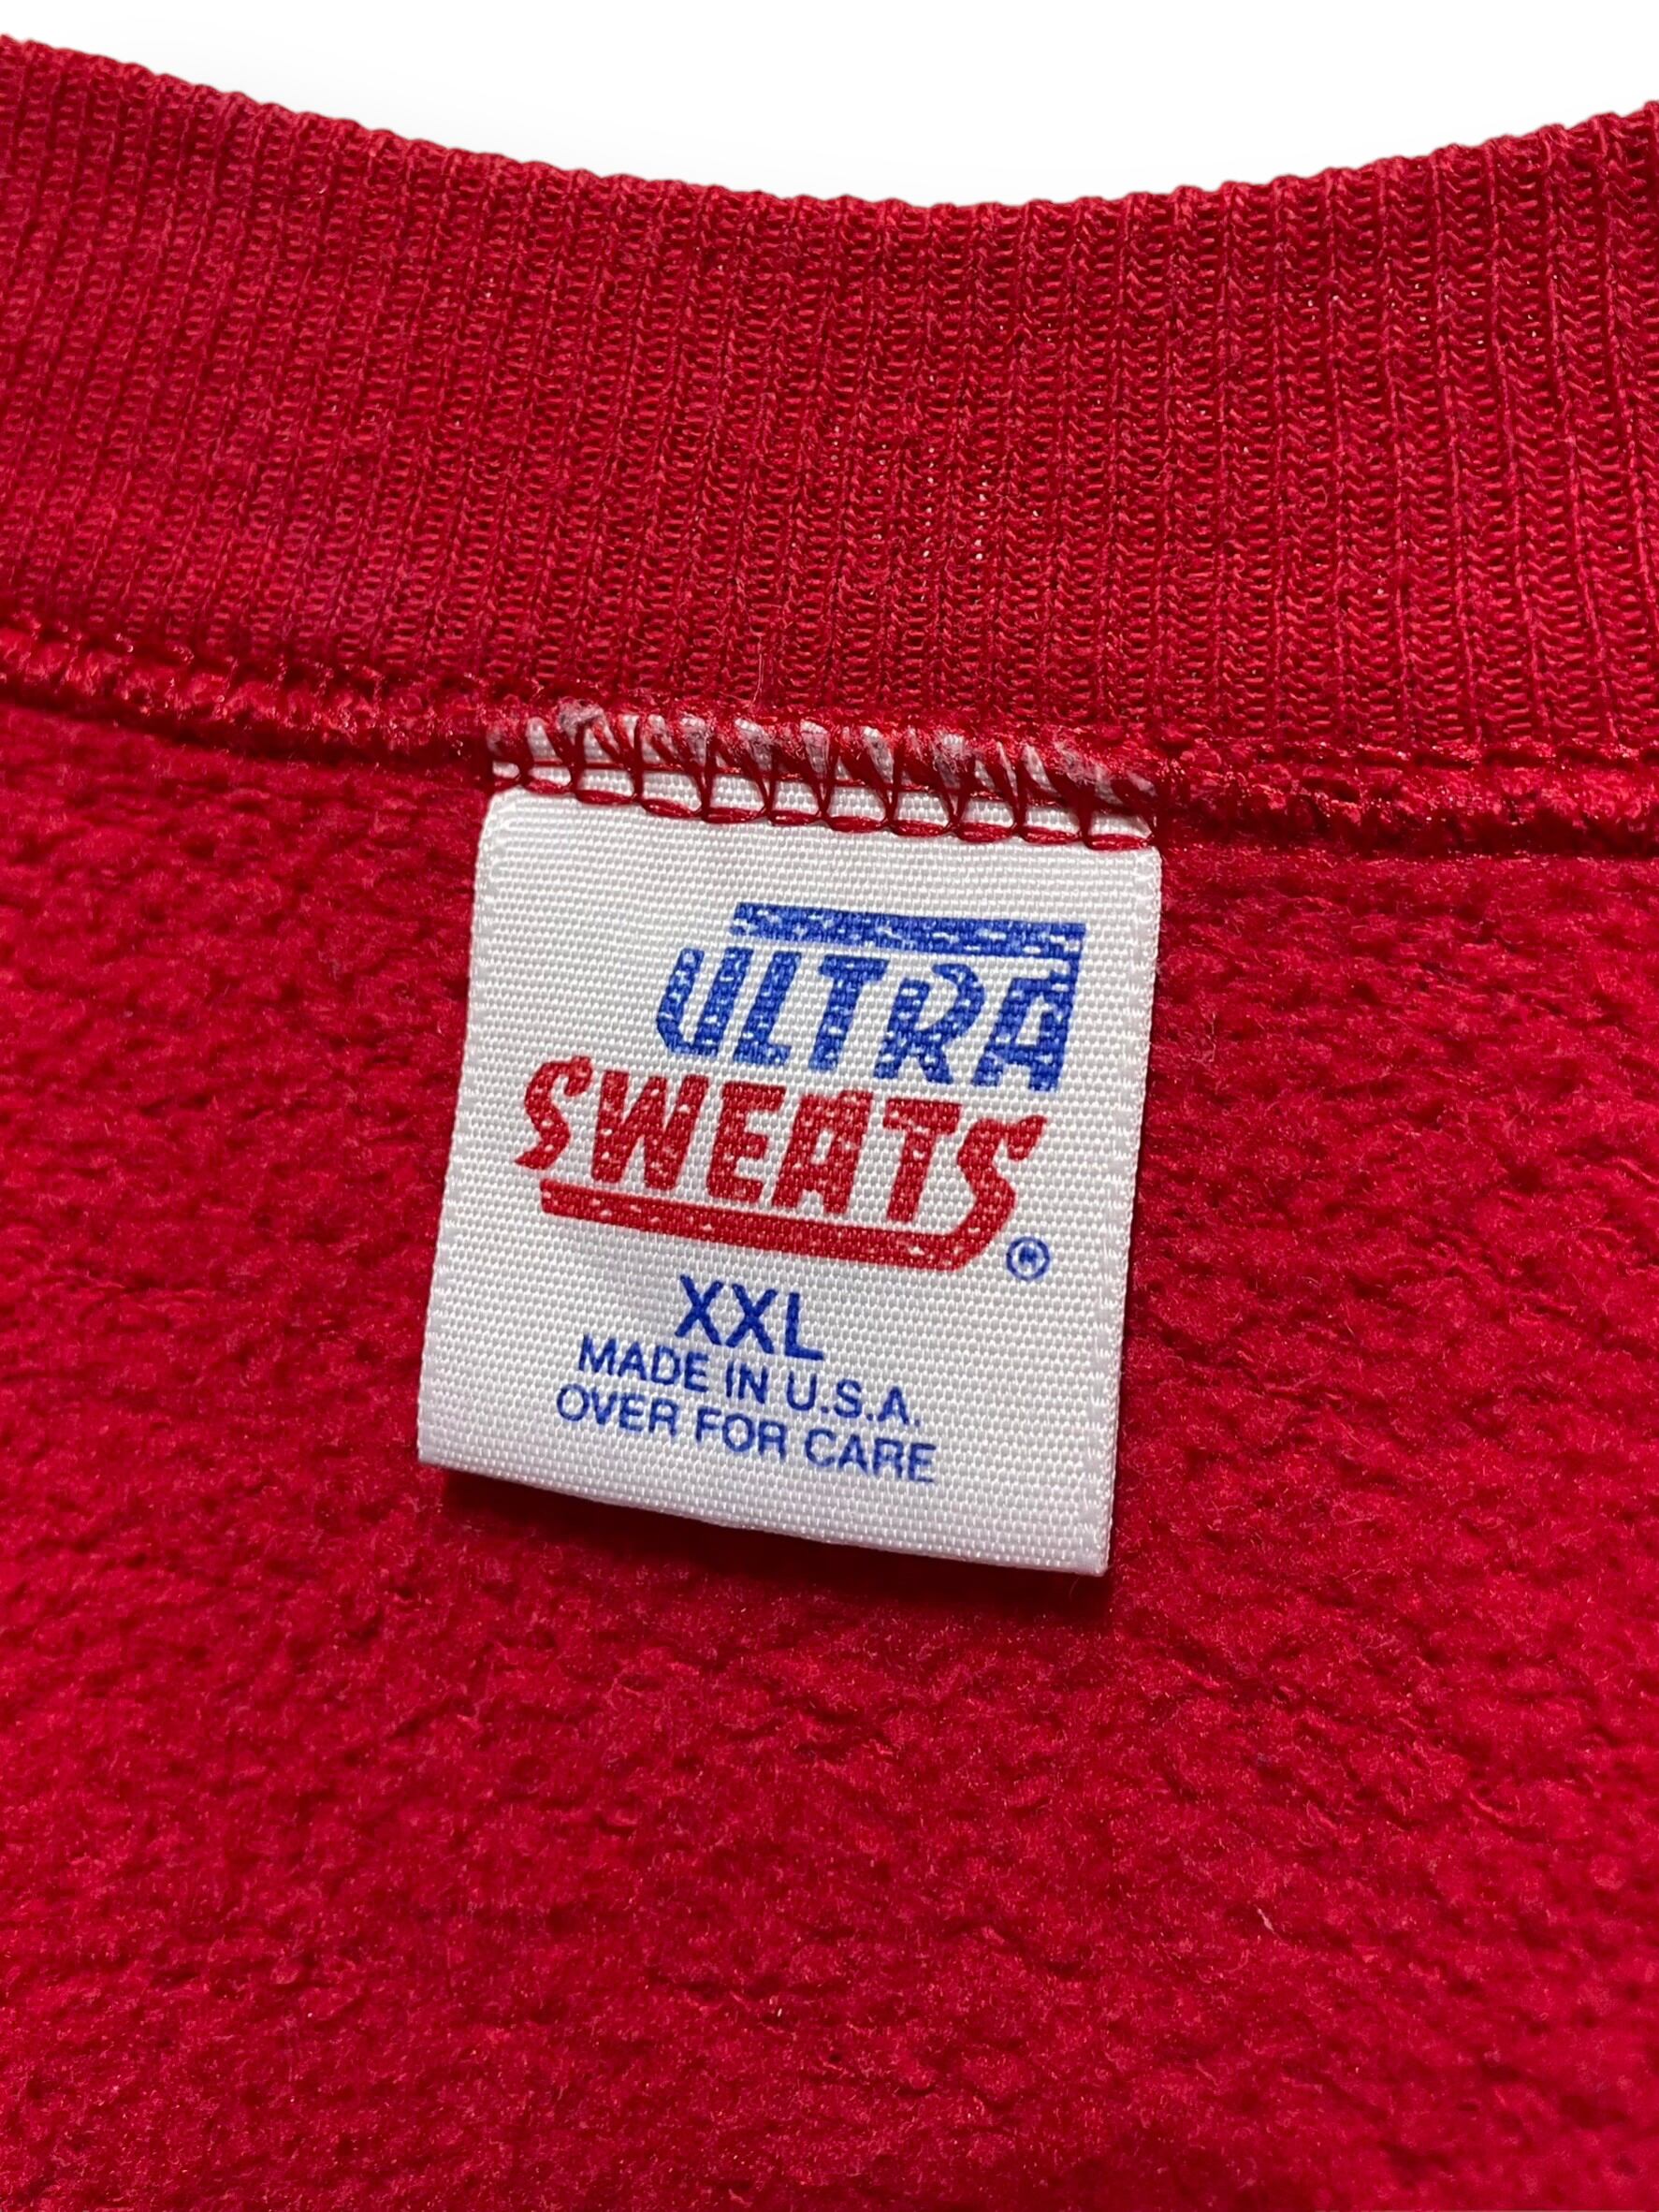 ULTRA
SWEATS®
XXL
MADE IN U.S.A.
OVER FOR CARE